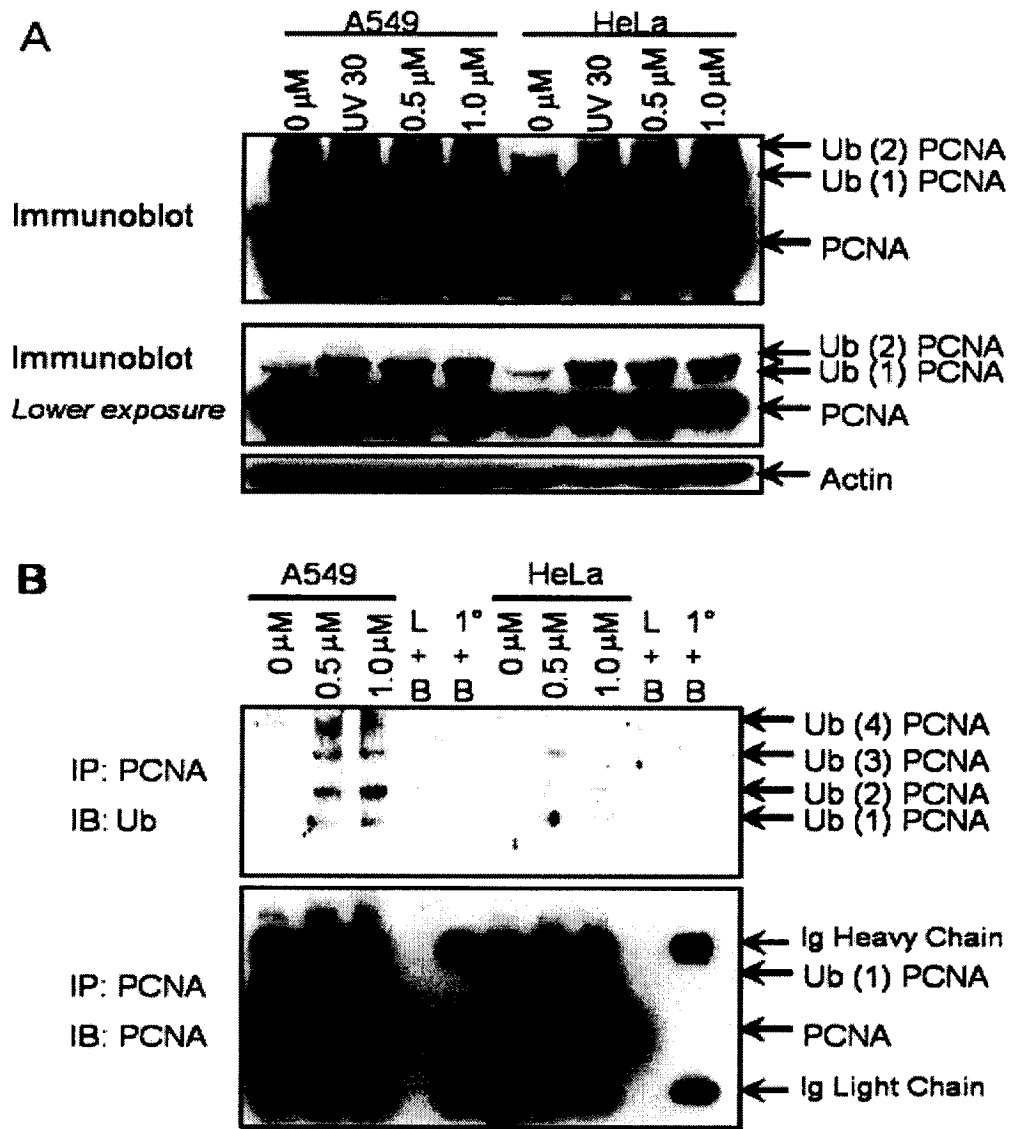 A
A549 HeLa
0 µM UV 30 0.5 µM 1.0 µM 0 µM UV 30 0.5 µM 1.0 µM
Immunoblot
Ub (2) PCNA
Ub (1) PCNA
PCNA
Immunoblot
Lower exposure
Ub (2) PCNA
Ub (1) PCNA
PCNA
Actin
B
A549 HeLa
0 µM 0.5 µM 1.0 µM L + B 1° + B 0 µM 0.5 µM 1.0 µM L + B 1° + B
IP: PCNA
IB: Ub
Ub (4) PCNA
Ub (3) PCNA
Ub (2) PCNA
Ub (1) PCNA
IP: PCNA
IB: PCNA
Ig Heavy Chain
Ub (1) PCNA
PCNA
Ig Light Chain